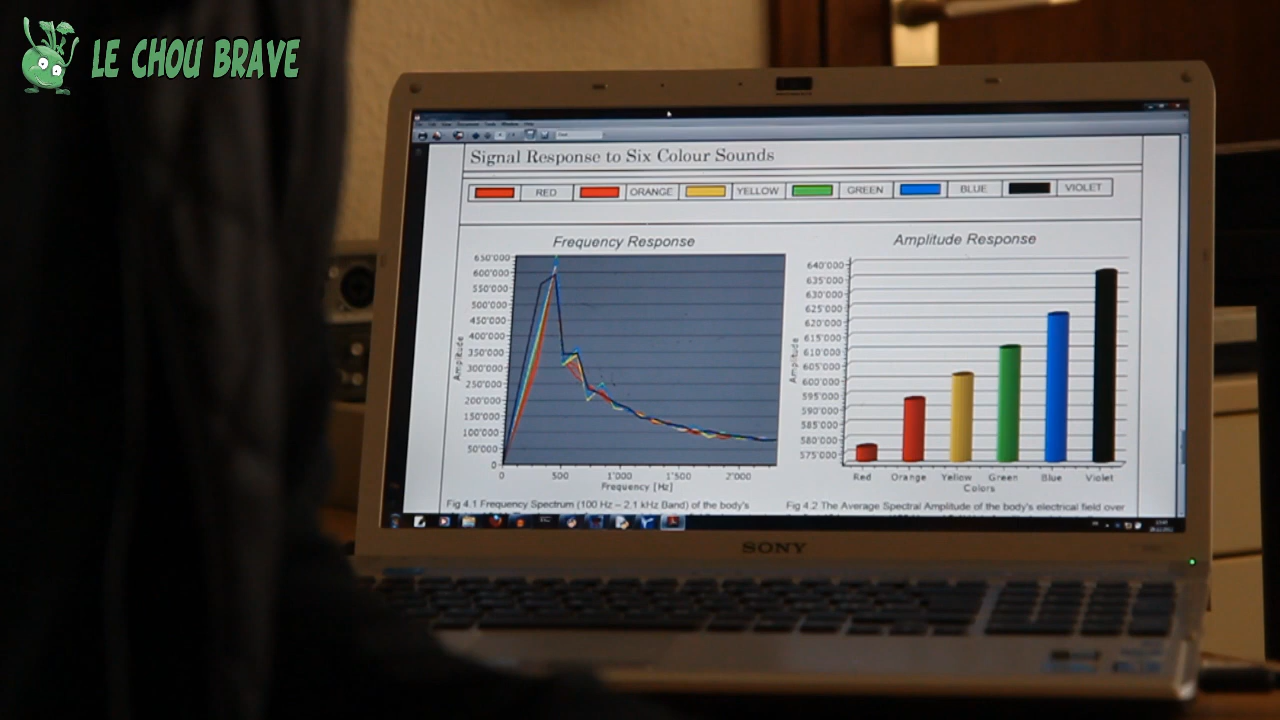 LE CHOU BRAVE
Signal Response to Six Colour Sounds
RED ORANGE YELLOW GREEN BLUE VIOLET
Frequency Response
650'000
600'000
550'000
500'000
450'000
400'000
350'000
300'000
250'000
200'000
150'000
100'000
50'000
0
Amplitude
0 500 1'000 1'500 2'000
Frequency [Hz]
Fig 4.1 Frequency Spectrum (100 Hz – 2.1 kHz Band) of the body's
Amplitude Response
640'000
635'000
630'000
625'000
620'000
615'000
610'000
605'000
600'000
595'000
590'000
585'000
580'000
575'000
Amplitude
Red Orange Yellow Green Blue Violet
Colors
Fig 4.2 The Average Spectral Amplitude of the body's electrical field over
SONY